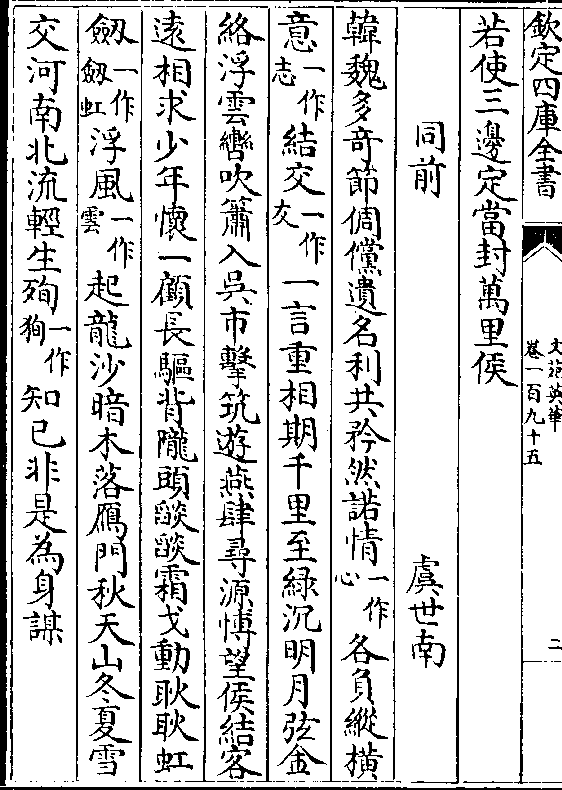 欽定四庫全書
文苑英華
卷一百九十五
二
若使三邊定當封萬里侯
同前
虞世南
韓魏多奇節倜儻遺名利共矜然諾情一作心各負縱橫
意一作志結交一作友一言重相期千里至綠沉明月弦金
絡浮雲轡吹簫入吳市擊筑遊燕肆尋源博望侯結客
遠相求少年懷一顧長驅背隴頭燄燄霜戈動耿耿虹
劔一作劔虹浮風一作雲起龍沙暗木落鴈門秋天山冬夏雪
交河南北流輕生殉一作狥知已非是為身謀